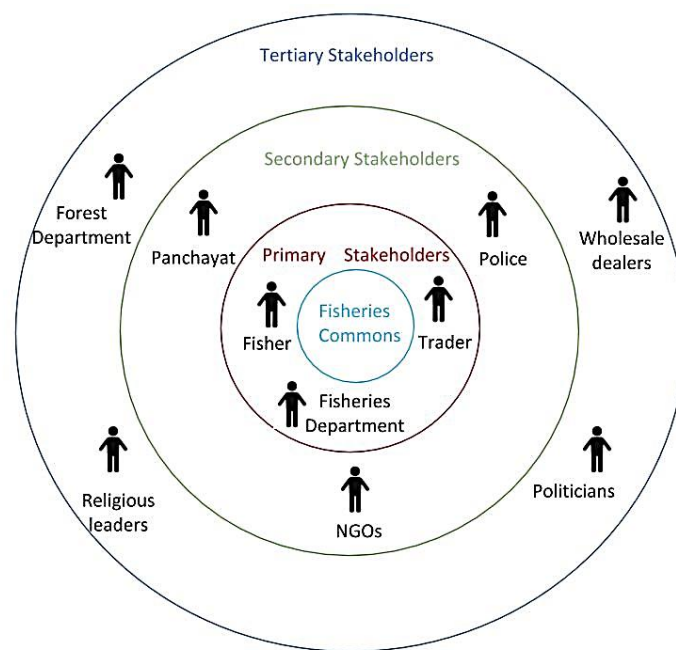 Tertiary Stakeholders
Secondary Stakeholders
Forest
Department
Panchayat
Police
Wholesale
dealers
Primary Stakeholders
Fisheries
Commons
Fisher
Trader
Fisheries
Department
Religious
leaders
NGOs
Politicians